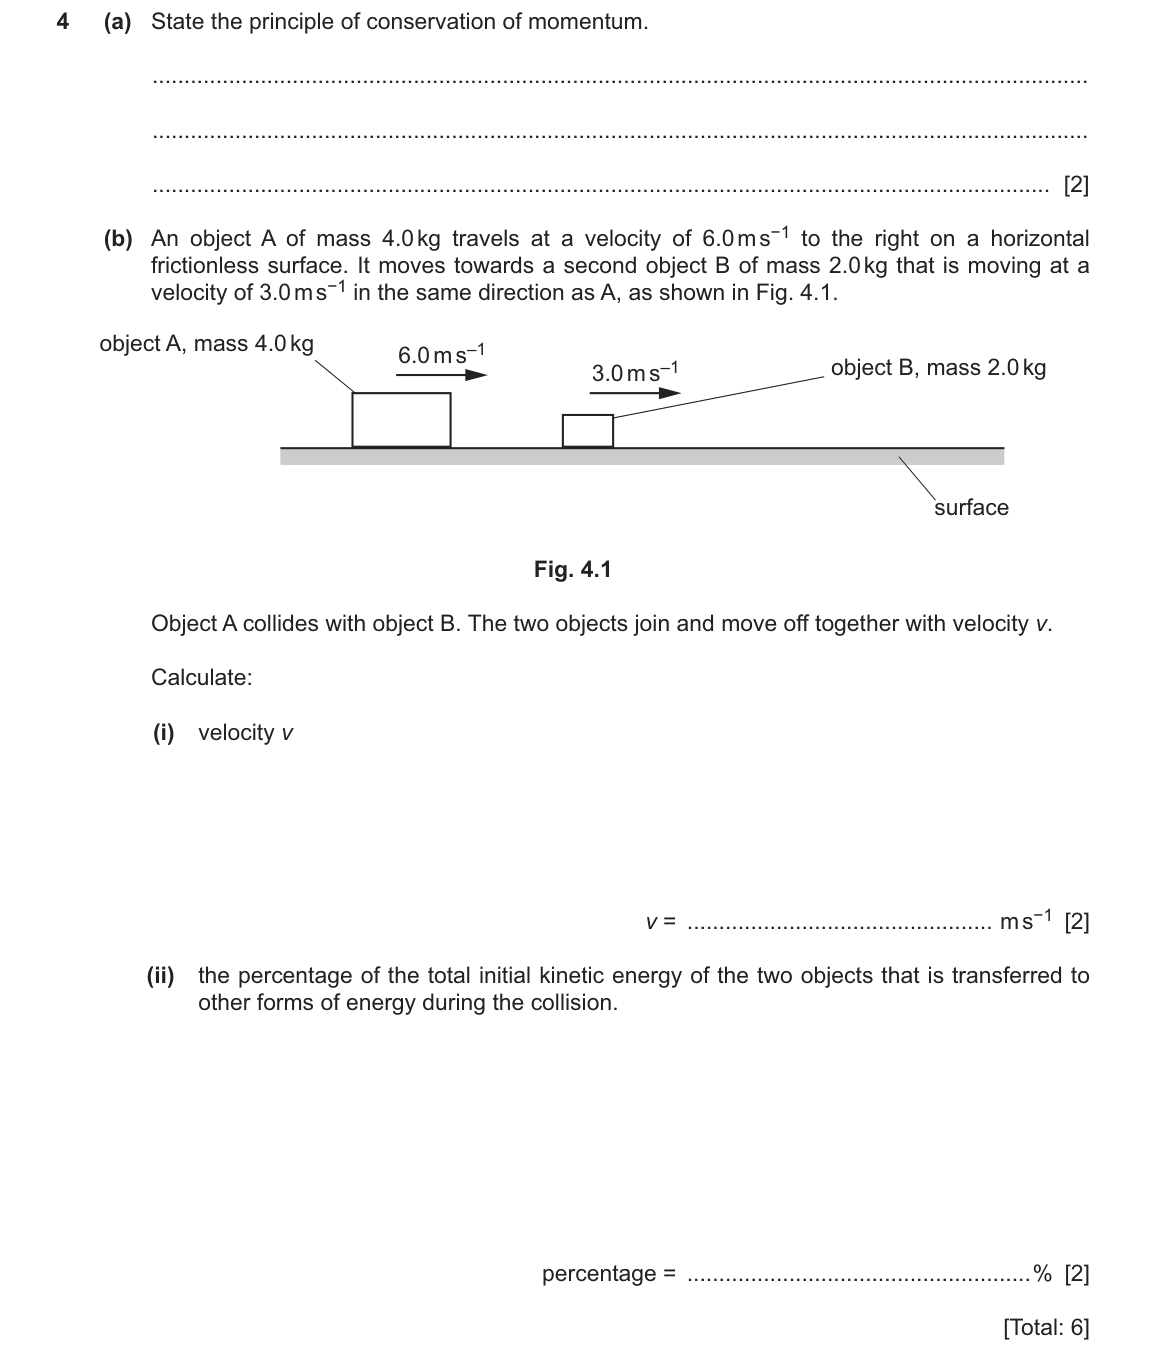 4 (a) State the principle of conservation of momentum.
..........................................................................................................................................................
..........................................................................................................................................................
.................................................................................................................................................... [2]
(b) An object A of mass 4.0 kg travels at a velocity of 6.0 m s⁻¹ to the right on a horizontal
frictionless surface. It moves towards a second object B of mass 2.0 kg that is moving at a
velocity of 3.0 m s⁻¹ in the same direction as A, as shown in Fig. 4.1.
object A, mass 4.0 kg
6.0 m s⁻¹
3.0 m s⁻¹
object B, mass 2.0 kg
surface
Fig. 4.1
Object A collides with object B. The two objects join and move off together with velocity v.
Calculate:
(i) velocity v
v = ................................................ m s⁻¹ [2]
(ii) the percentage of the total initial kinetic energy of the two objects that is transferred to
other forms of energy during the collision.
percentage = ...................................................... % [2]
[Total: 6]